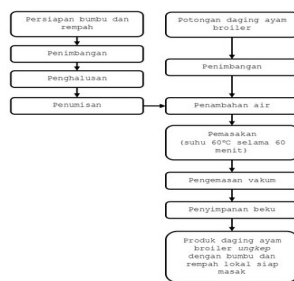 Persiapan bumbu dan
rempah
Penimbangan
Penghalusan
Penumisan
Potongan daging ayam
broiler
Penimbangan
Penambahan air
Pemasakan
(suhu 60°C selama 60
menit)
Pengemasan vakum
Penyimpanan beku
Produk daging ayam
broiler ungkep
dengan bumbu dan
rempah lokal siap
masak